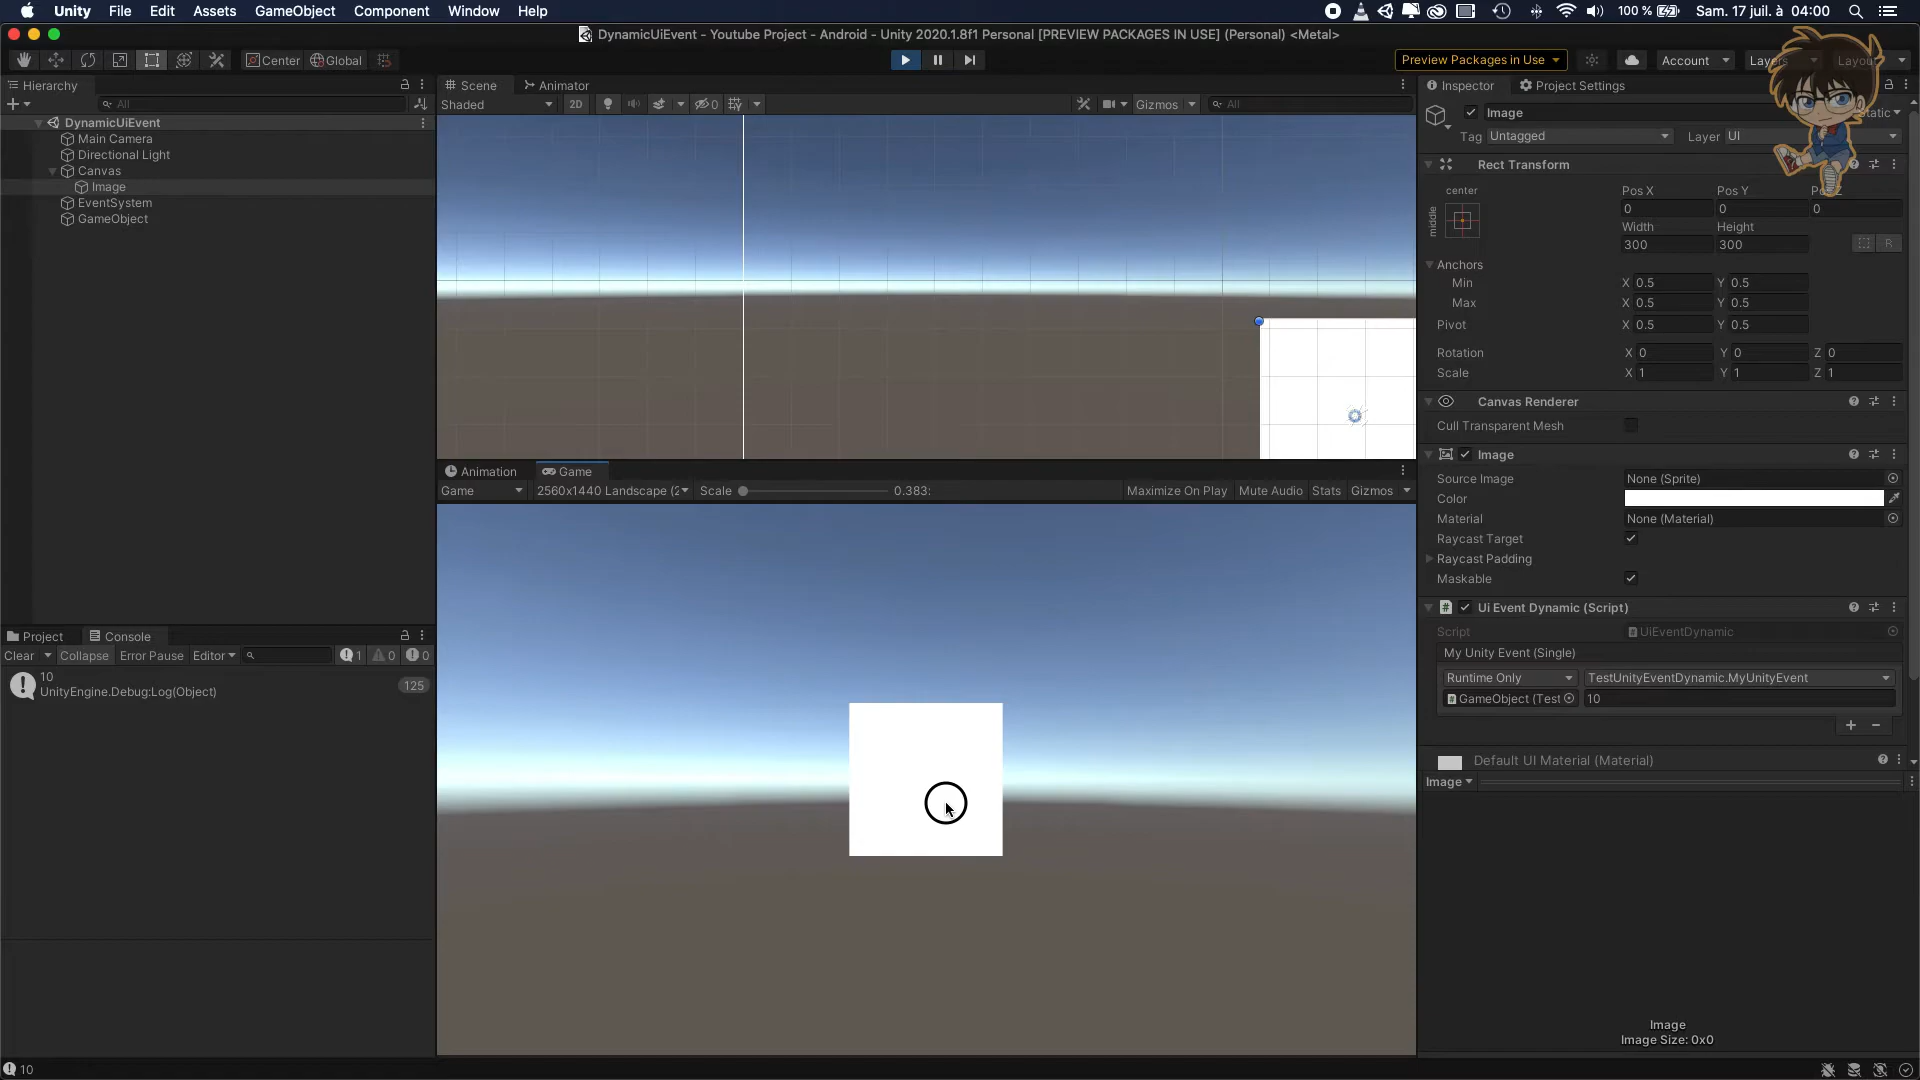 Unity File Edit Assets GameObject Component Window Help 100 % Sam. 17 juil. à 04:00
DynamicUiEvent - Youtube Project - Android - Unity 2020.1.8f1 Personal [PREVIEW PACKAGES IN USE] (Personal) <Metal>
Center Global Preview Packages in Use Account Layers Layout
Hierarchy
All
DynamicUiEvent
Main Camera
Directional Light
Canvas
Image
EventSystem
GameObject
Scene Animator
Shaded 2D 0 Gizmos All
Animation Game
Game 2560x1440 Landscape (2 Scale 0.383: Maximize On Play Mute Audio Stats Gizmos
Project Console
Clear Collapse Error Pause Editor 1 0 0
10
UnityEngine.Debug:Log(Object) 125
10
Inspector Project Settings
Image
Tag Untagged Layer UI
Rect Transform
center Pos X Pos Y
middle 0 0 0
Width Height
300 300 R
Anchors
Min X 0.5 Y 0.5
Max X 0.5 Y 0.5
Pivot X 0.5 Y 0.5
Rotation X 0 Y 0 Z 0
Scale X 1 Y 1 Z 1
Canvas Renderer
Cull Transparent Mesh
Image
Source Image None (Sprite)
Color
Material None (Material)
Raycast Target
Raycast Padding
Maskable
# Ui Event Dynamic (Script)
Script UiEventDynamic
My Unity Event (Single)
Runtime Only TestUnityEventDynamic.MyUnityEvent
GameObject (Test 10
+ −
Default UI Material (Material)
Image
Image
Image Size: 0x0